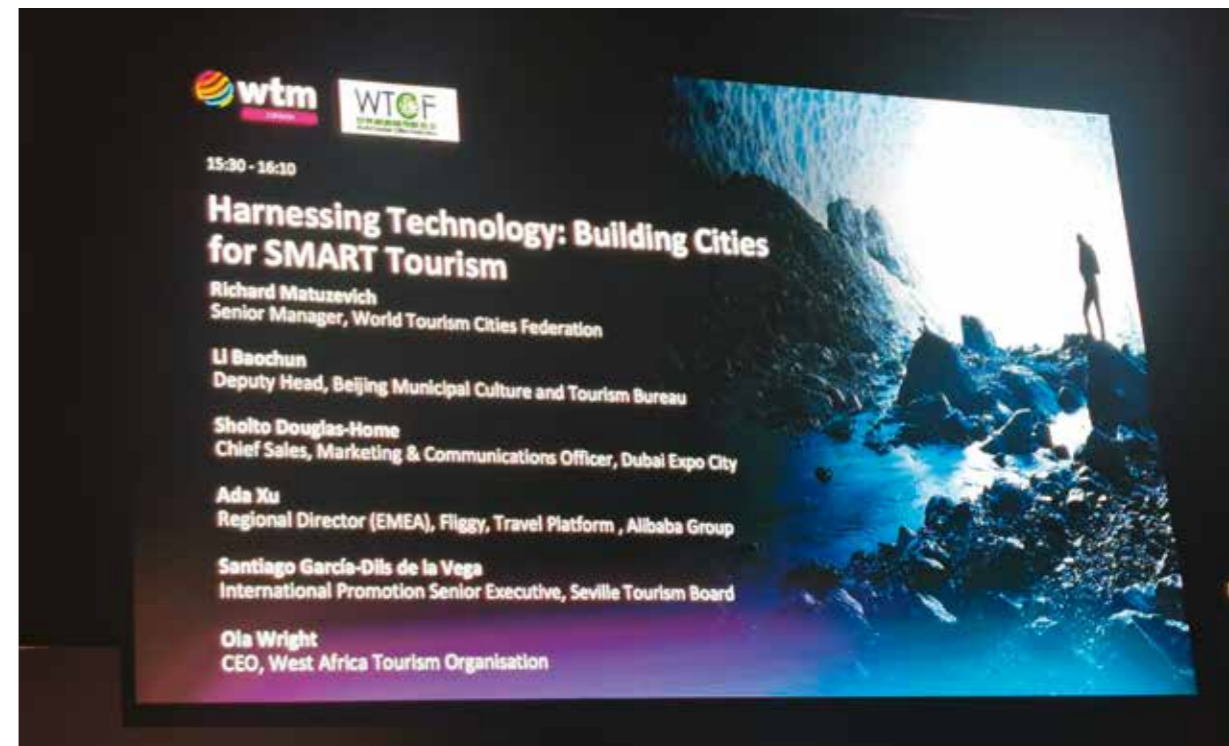 wtm
WTCF
15:30 - 16:10
Harnessing Technology: Building Cities
for SMART Tourism
Richard Matuzevich
Senior Manager, World Tourism Cities Federation
Li Baochun
Deputy Head, Beijing Municipal Culture and Tourism Bureau
Sholto Douglas-Home
Chief Sales, Marketing & Communications Officer, Dubai Expo City
Ada Xu
Regional Director (EMEA), Fliggy, Travel Platform , Alibaba Group
Santiago García-Dils de la Vega
International Promotion Senior Executive, Seville Tourism Board
Ola Wright
CEO, West Africa Tourism Organisation